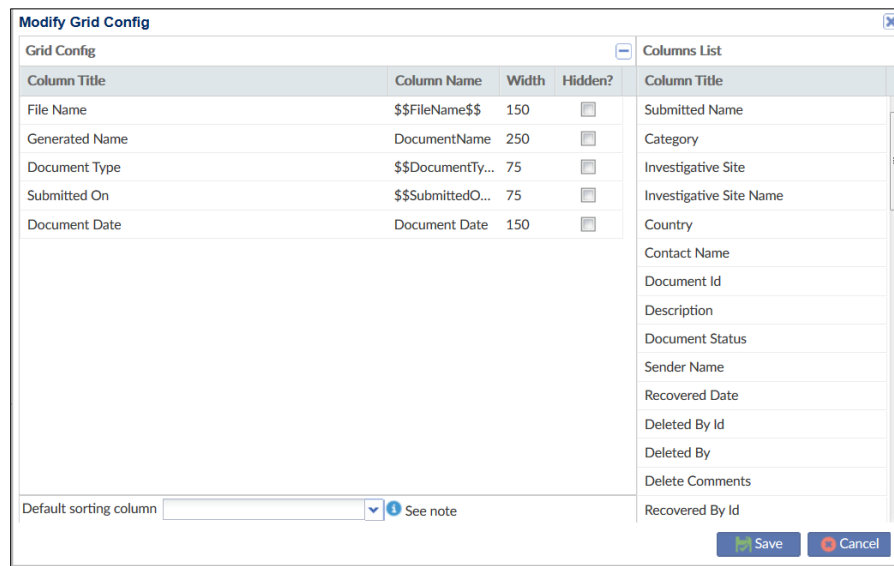 Modify Grid Config
Grid Config
Column Title Column Name Width Hidden?
File Name $$FileName$$ 150
Generated Name DocumentName 250
Document Type $$DocumentTy... 75
Submitted On $$SubmittedO... 75
Document Date Document Date 150
Default sorting column See note
Columns List
Column Title
Submitted Name
Category
Investigative Site
Investigative Site Name
Country
Contact Name
Document Id
Description
Document Status
Sender Name
Recovered Date
Deleted By Id
Deleted By
Delete Comments
Recovered By Id
Save Cancel